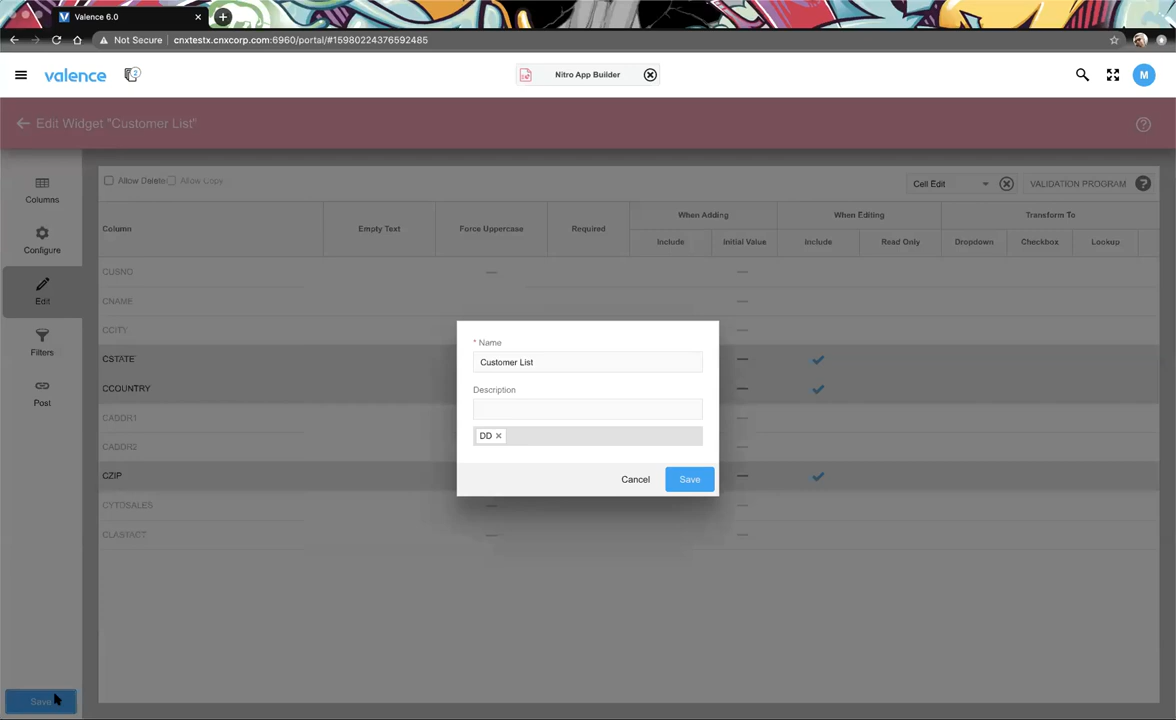 Valence 6.0
Not Secure cnxtestx.cnxcorp.com:6960/portal/#15980224376592485
valence 2 Nitro App Builder M
Edit Widget "Customer List"
Columns
Configure
Edit
Filters
Post
Save
Allow Delete Allow Copy Cell Edit VALIDATION PROGRAM
Column Empty Text Force Uppercase Required When Adding When Editing Transform To
Include Initial Value Include Read Only Dropdown Checkbox Lookup
CUSNO
CNAME
CCITY
CSTATE
CCOUNTRY
CADDR1
CADDR2
CZIP
CYTDSALES
CLASTACT
* Name
Customer List
Description
DD
Cancel Save